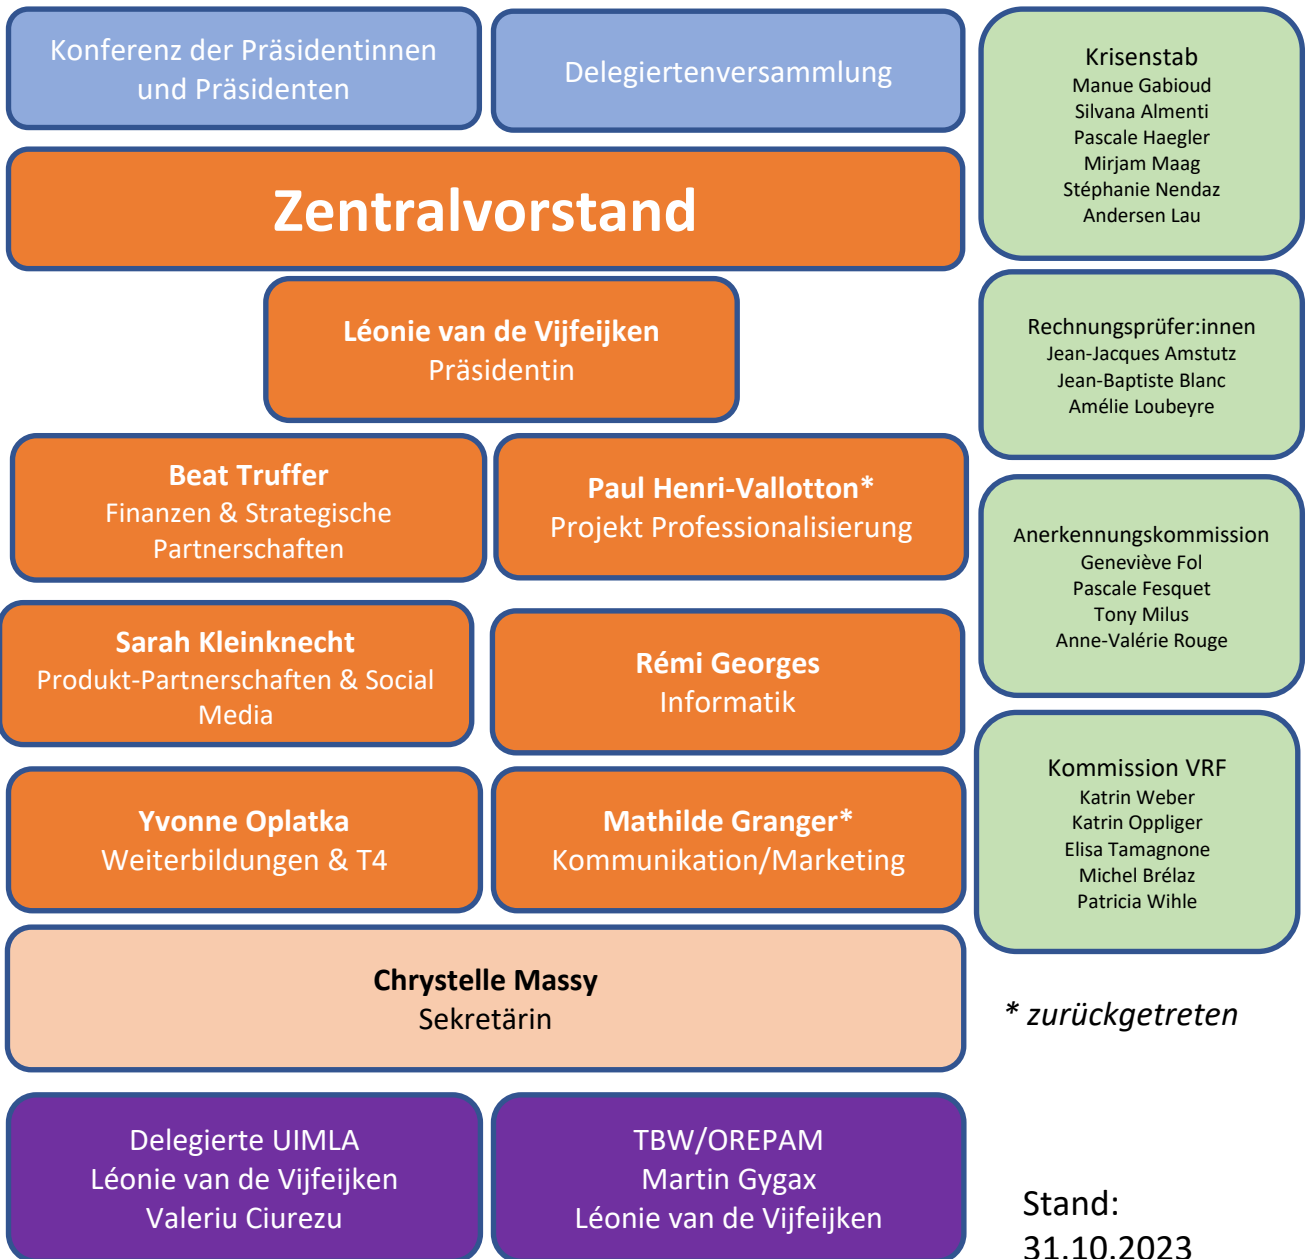 Konferenz der Präsidentinnen
und Präsidenten
Delegiertenversammlung
Zentralvorstand
Léonie van de Vijfeijken
Präsidentin
Beat Truffer
Finanzen & Strategische
Partnerschaften
Paul Henri-Vallotton*
Projekt Professionalisierung
Sarah Kleinknecht
Produkt-Partnerschaften & Social
Media
Rémi Georges
Informatik
Yvonne Oplatka
Weiterbildungen & T4
Mathilde Granger*
Kommunikation/Marketing
Chrystelle Massy
Sekretärin
Delegierte UIMLA
Léonie van de Vijfeijken
Valeriu Ciurezu
TBW/OREPAM
Martin Gygax
Léonie van de Vijfeijken
Krisenstab
Manue Gabioud
Silvana Almenti
Pascale Haegler
Mirjam Maag
Stéphanie Nendaz
Andersen Lau
Rechnungsprüfer:innen
Jean-Jacques Amstutz
Jean-Baptiste Blanc
Amélie Loubeyre
Anerkennungskommission
Geneviève Fol
Pascale Fesquet
Tony Milus
Anne-Valérie Rouge
Kommission VRF
Katrin Weber
Katrin Oppliger
Elisa Tamagnone
Michel Brélaz
Patricia Wihle
* zurückgetreten
Stand:
31.10.2023